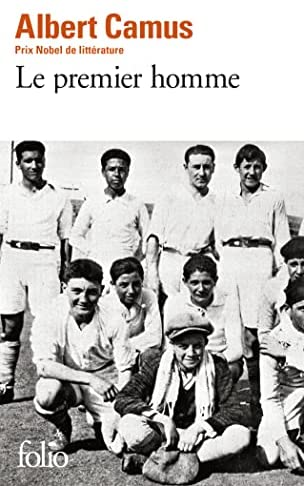 Albert Camus
Prix Nobel de littérature
Le premier homme
folio